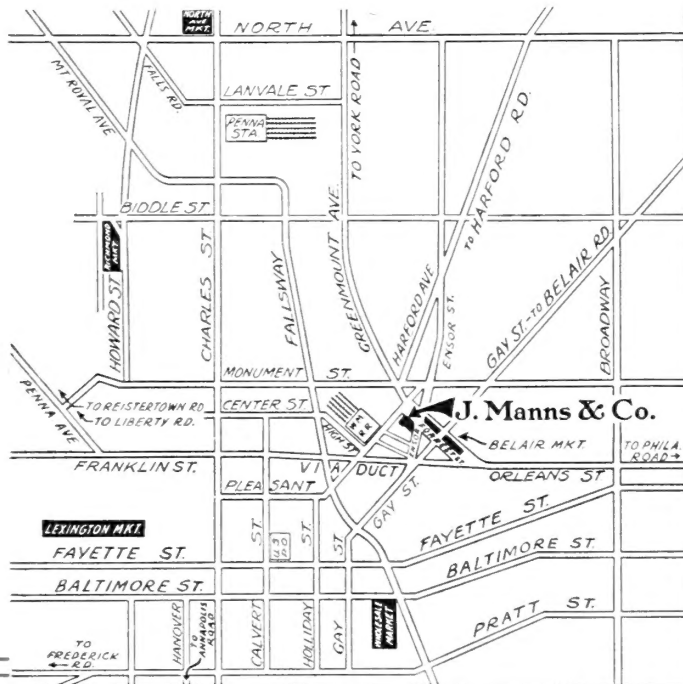 NORTH
AVE
MKT.
NORTH AVE.
MT ROYAL AVE
FALLS RD.
LANVALE ST
PENNA
STA.
TO YORK ROAD
TO HARFORD RD.
BIDDLE ST
RICHMOND
MKT.
HOWARD ST
CHARLES ST
FALLSWAY
GREENMOUNT AVE.
HARFORD AVE
ENSOR ST.
GAY ST.-TO BELAIR RD.
BROADWAY
MONUMENT ST.
PENNA AVE
TO REISTERTOWN RD
TO LIBERTY RD.
CENTER ST.
HIGH ST
J. Manns & Co.
BELAIR MKT.
TO PHILA.
ROAD
FRANKLIN ST.
VIADUCT
ORLEANS ST
PLEASANT
GAY ST.
LEXINGTON MKT.
FAYETTE ST.
FAYETTE ST.
U S
P O
BALTIMORE ST.
BALTIMORE ST.
HANOVER
TO
ANNAPOLIS
ROAD
CALVERT ST.
HOLLIDAY ST.
GAY ST
WHOLESALE
MARKET
PRATT ST.
TO
FREDERICK
RD.